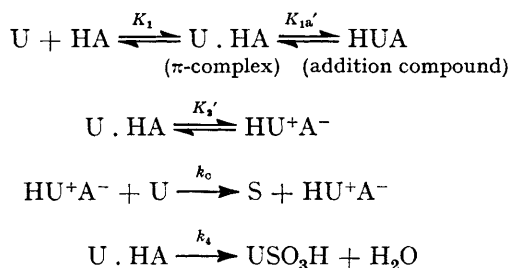 U + HA ⇌ K₁ U . HA ⇌ K₁ₐ′ HUA
(π-complex) (addition compound)
U . HA ⇌ K₂′ HU⁺A⁻
HU⁺A⁻ + U → k_c S + HU⁺A⁻
U . HA → k₄ USO₃H + H₂O